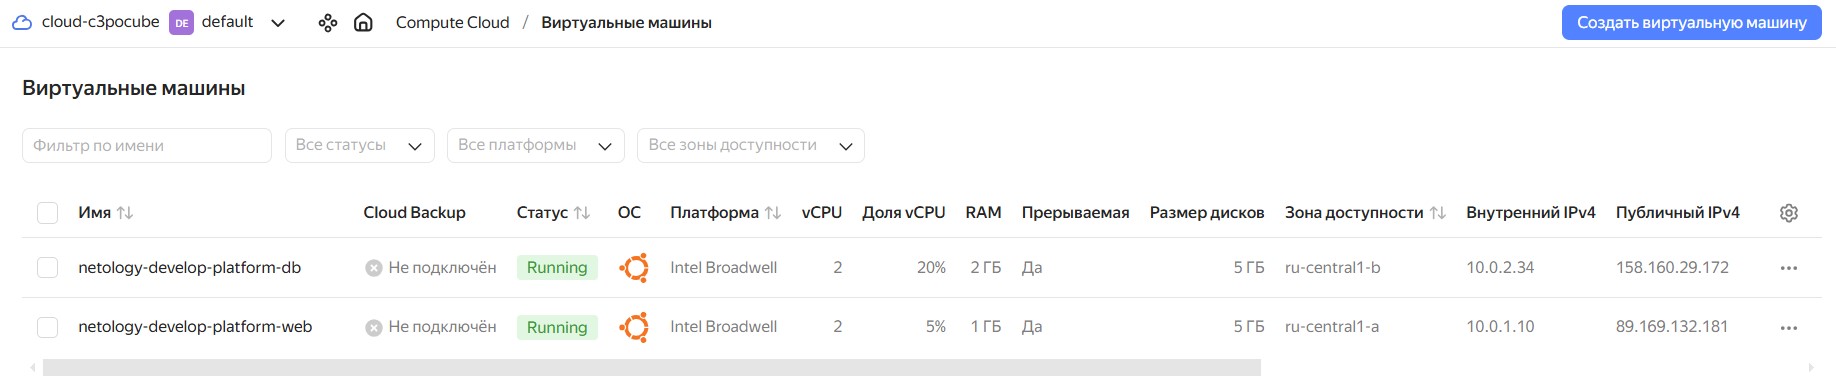 cloud-c3pocube DE default Compute Cloud / Виртуальные машины Создать виртуальную машину
Виртуальные машины
Фильтр по имени Все статусы Все платформы Все зоны доступности
Имя Cloud Backup Статус ОС Платформа vCPU Доля vCPU RAM Прерываемая Размер дисков Зона доступности Внутренний IPv4 Публичный IPv4
netology-develop-platform-db Не подключён Running Intel Broadwell 2 20% 2 ГБ Да 5 ГБ ru-central1-b 10.0.2.34 158.160.29.172
netology-develop-platform-web Не подключён Running Intel Broadwell 2 5% 1 ГБ Да 5 ГБ ru-central1-a 10.0.1.10 89.169.132.181